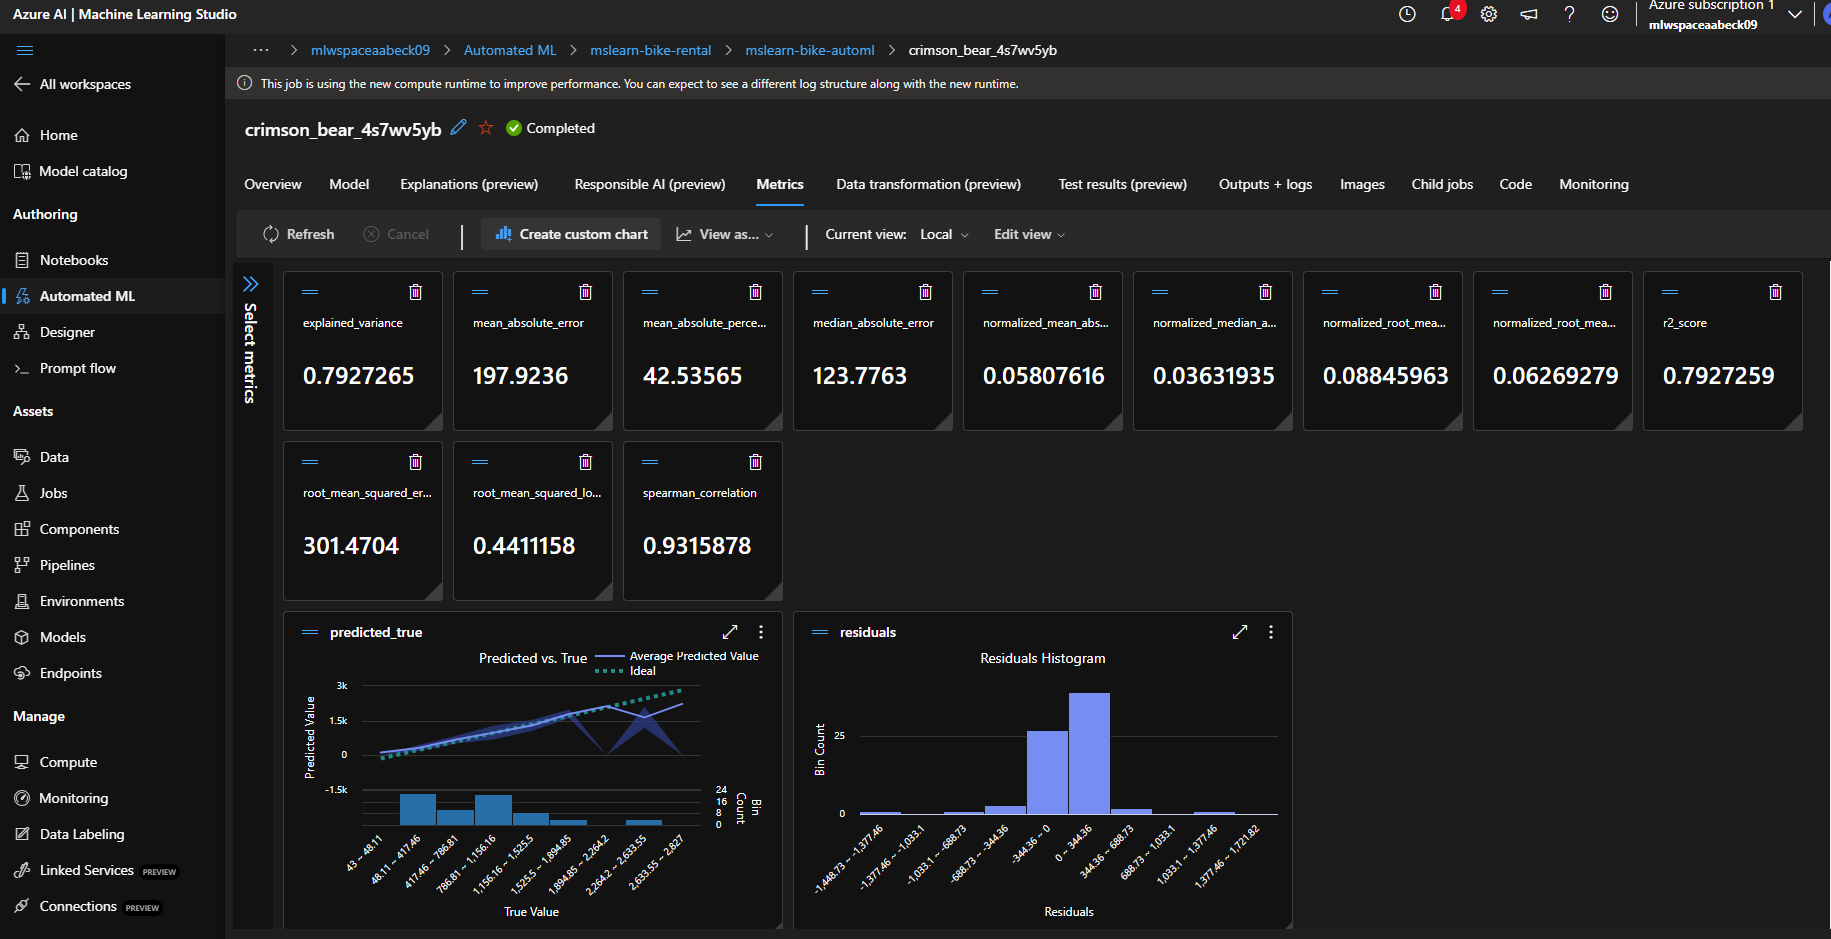 Azure AI | Machine Learning Studio
4
Azure subscription 1
mlwspaceaabeck09
All workspaces
Home
Model catalog
Authoring
Notebooks
Automated ML
Designer
Prompt flow
Assets
Data
Jobs
Components
Pipelines
Environments
Models
Endpoints
Manage
Compute
Monitoring
Data Labeling
Linked Services PREVIEW
Connections PREVIEW
... > mlwspaceaabeck09 > Automated ML > mslearn-bike-rental > mslearn-bike-automl > crimson_bear_4s7wv5yb
This job is using the new compute runtime to improve performance. You can expect to see a different log structure along with the new runtime.
crimson_bear_4s7wv5yb Completed
Overview Model Explanations (preview) Responsible AI (preview) Metrics Data transformation (preview) Test results (preview) Outputs + logs Images Child jobs Code Monitoring
Refresh Cancel Create custom chart View as... Current view: Local Edit view
Select metrics
explained_variance
0.7927265
mean_absolute_error
197.9236
mean_absolute_perce...
42.53565
median_absolute_error
123.7763
normalized_mean_abs...
0.05807616
normalized_median_a...
0.03631935
normalized_root_mea...
0.08845963
normalized_root_mea...
0.06269279
r2_score
0.7927259
root_mean_squared_er...
301.4704
root_mean_squared_lo...
0.4411158
spearman_correlation
0.9315878
predicted_true
Predicted vs. True
Average Predicted Value
Ideal
Predicted Value
3k
1.5k
0
-1.5k
24
16
8
0
Bin
Count
43 ~ 48.11
48.11 ~ 417.46
417.46 ~ 786.81
786.81 ~ 1,156.16
1,156.16 ~ 1,525.5
1,525.5 ~ 1,894.85
1,894.85 ~ 2,264.2
2,264.2 ~ 2,633.55
2,633.55 ~ 2,827
True Value
residuals
Residuals Histogram
Bin Count
25
0
-1,448.73 ~ -1,377.46
-1,377.46 ~ -1,033.1
-1,033.1 ~ -688.73
-688.73 ~ -344.36
-344.36 ~ 0
0 ~ 344.36
344.36 ~ 688.73
688.73 ~ 1,033.1
1,033.1 ~ 1,377.46
1,377.46 ~ 1,721.82
Residuals